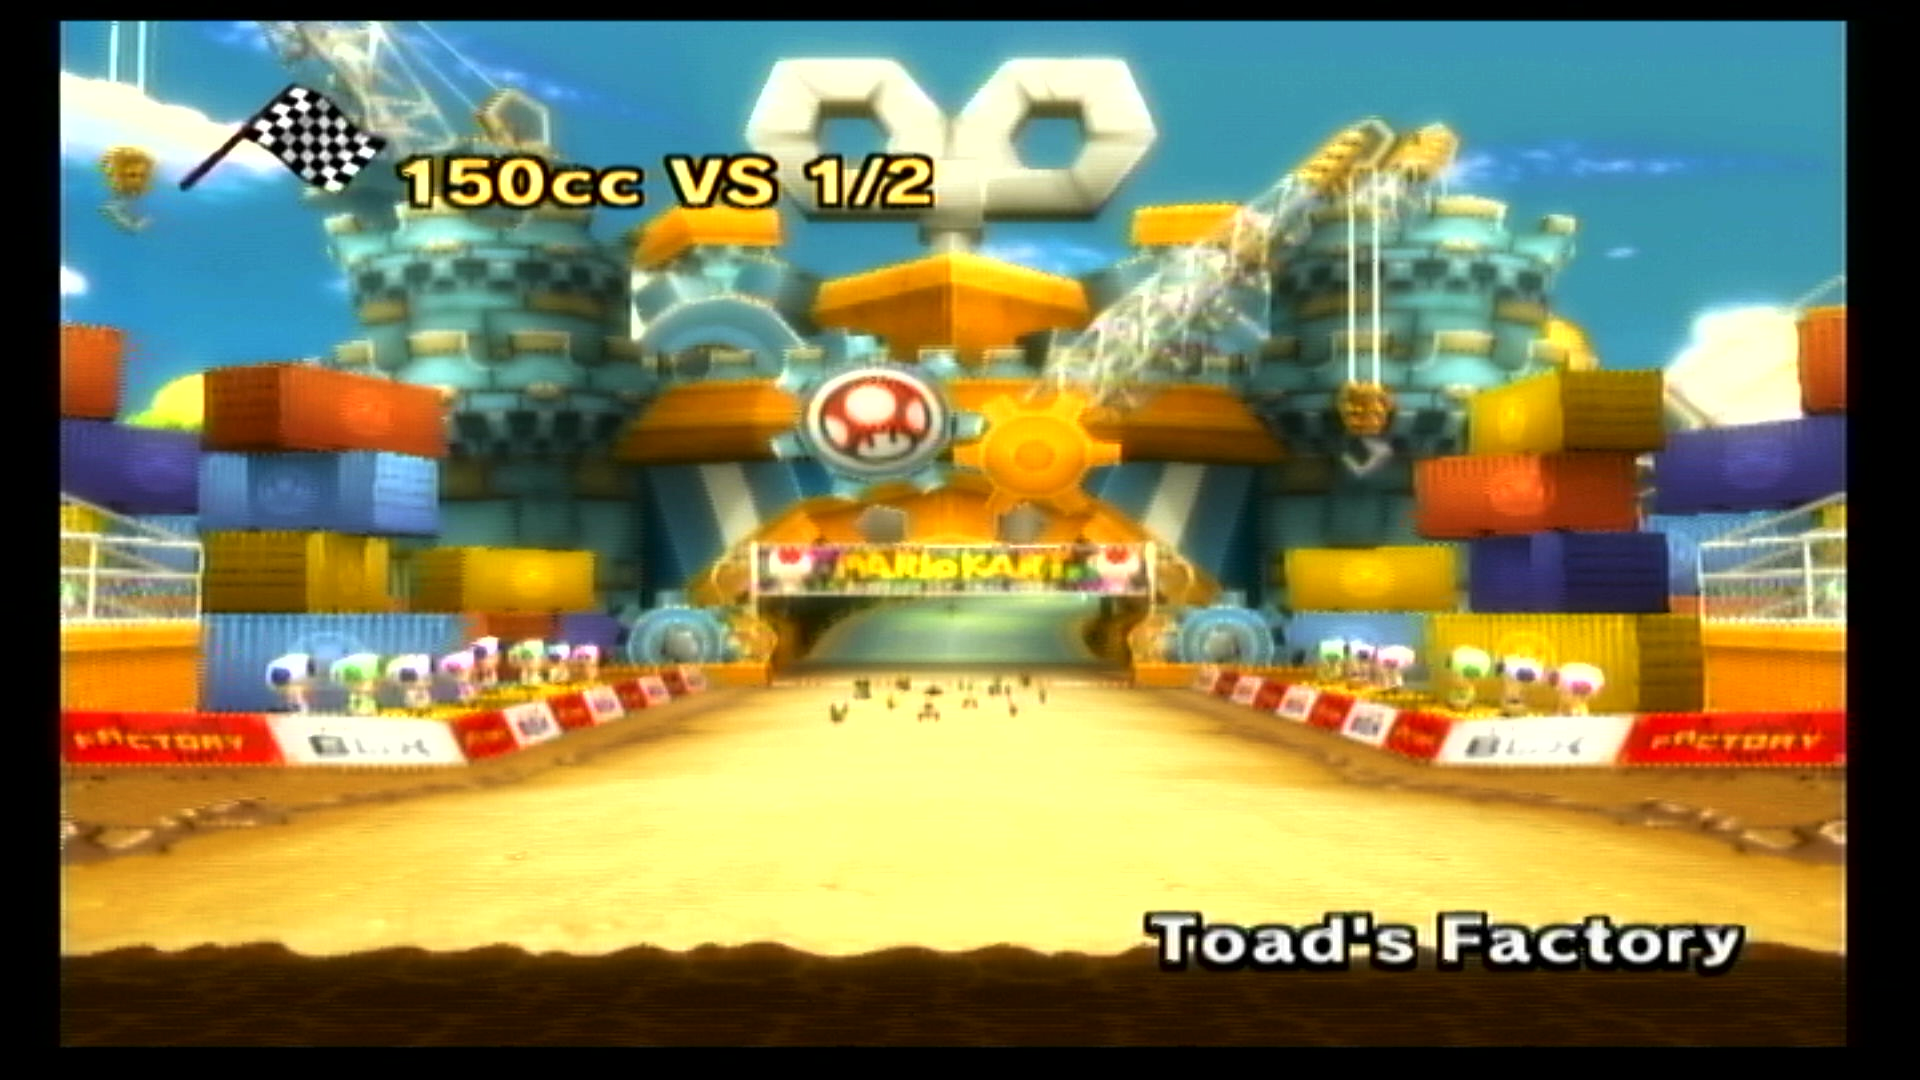 150cc VS 1/2
MARIO KART
FACTORY
FACTORY
Toad's Factory